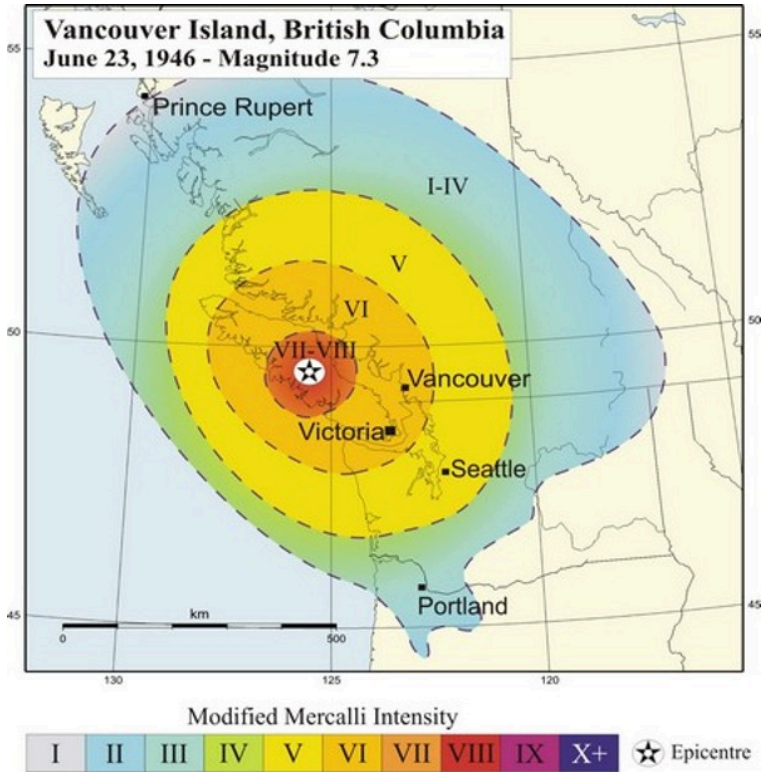 Vancouver Island, British Columbia
June 23, 1946 - Magnitude 7.3
55
55
Prince Rupert
I-IV
V
VI
50
50
VII-VIII
Vancouver
Victoria
Seattle
Portland
45
45
km
0
500
130
125
120
Modified Mercalli Intensity
I II III IV V VI VII VIII IX X+ Epicentre